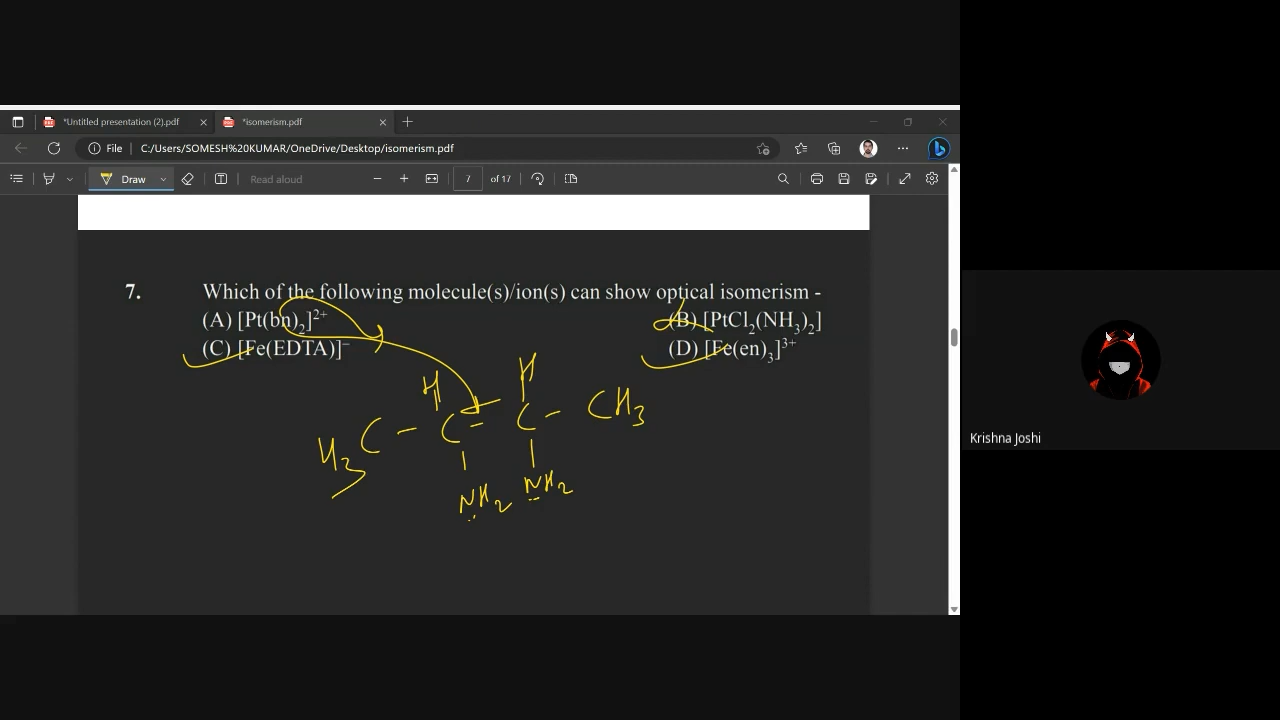 *Untitled presentation (2).pdf *isomerism.pdf
File C:/Users/SOMESH%20KUMAR/OneDrive/Desktop/isomerism.pdf
Draw Read aloud 7 of 17
7. Which of the following molecule(s)/ion(s) can show optical isomerism -
(A) [Pt(bn)₂]²⁺ (B) [PtCl₂(NH₃)₂]
(C) [Fe(EDTA)]⁻ (D) [Fe(en)₃]³⁺
H H
H₃C - C - C - CH₃
NH₂ NH₂
Krishna Joshi